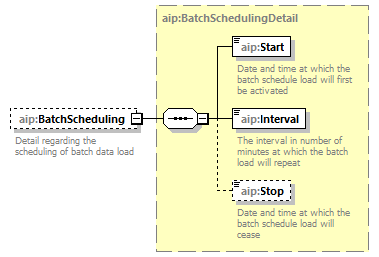 aip:BatchSchedulingDetail
aip:Start
Date and time at which the
batch schedule load will first
be activated
aip:BatchScheduling
Detail regarding the
scheduling of batch data load
aip:Interval
The interval in number of
minutes at which the batch
load will repeat
aip:Stop
Date and time at which the
batch schedule load will
cease